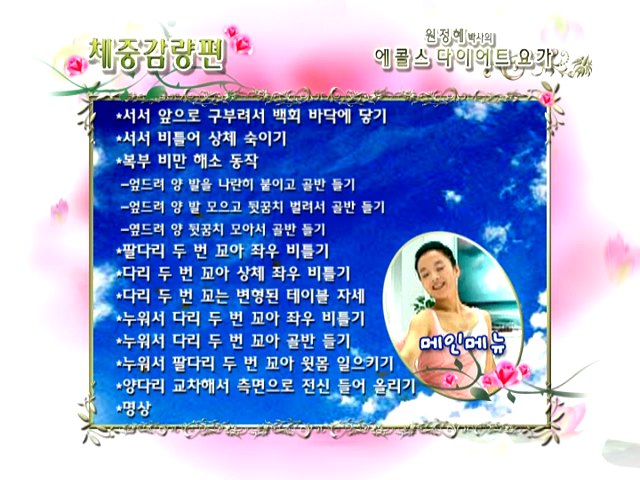 체중감량편
원정혜 박사의
에콜스 다이어트 요가
*서서 앞으로 구부려서 백회 바닥에 닿기
*서서 비틀어 상체 숙이기
*복부 비만 해소 동작
-엎드려 양 발을 나란히 붙이고 골반 들기
-엎드려 양 발 모으고 뒷꿈치 벌려서 골반 들기
-엎드려 양 뒷꿈치 모아서 골반 들기
*팔다리 두 번 꼬아 좌우 비틀기
*다리 두 번 꼬아 상체 좌우 비틀기
*다리 두 번 꼬는 변형된 테이블 자세
*누워서 다리 두 번 꼬아 좌우 비틀기
*누워서 다리 두 번 꼬아 골반 들기
*누워서 팔다리 두 번 꼬아 윗몸 일으키기
*양다리 교차해서 측면으로 전신 들어 올리기
*명상
메인메뉴